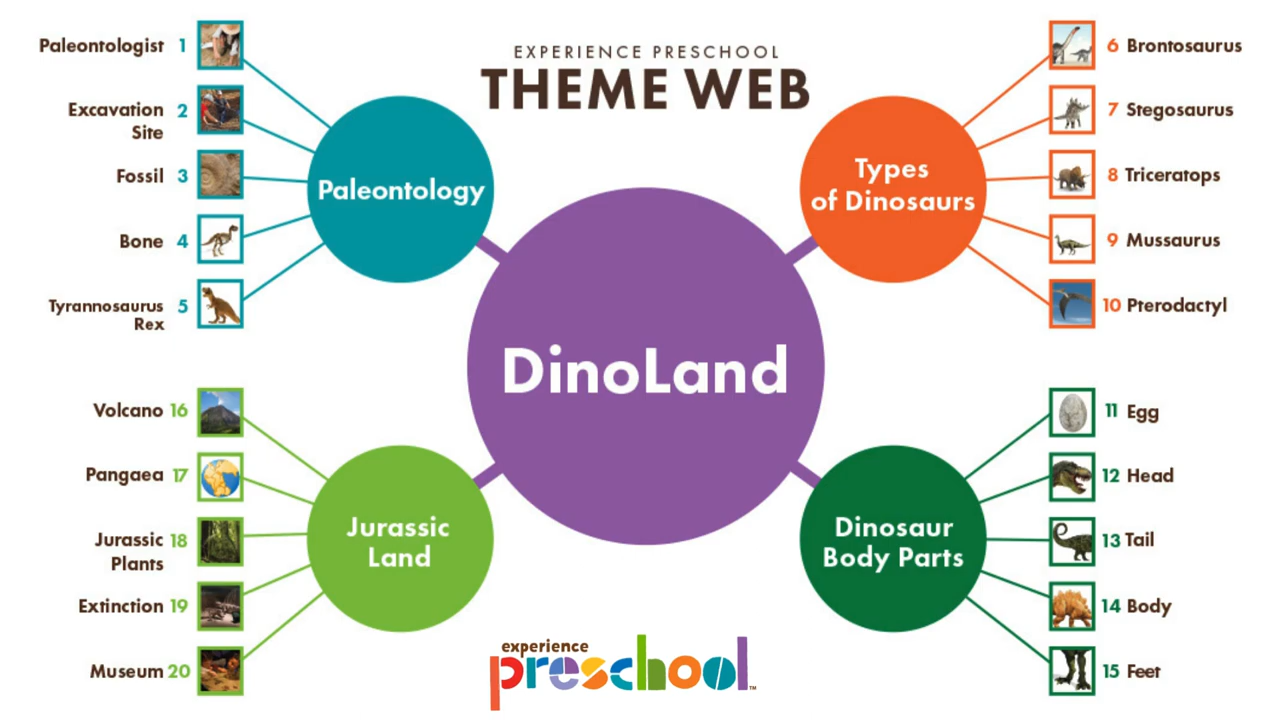 EXPERIENCE PRESCHOOL
THEME WEB
Paleontologist 1
Excavation 2
Site
Fossil 3
Bone 4
Tyrannosaurus 5
Rex
Paleontology
6 Brontosaurus
7 Stegosaurus
8 Triceratops
9 Mussaurus
10 Pterodactyl
Types
of Dinosaurs
DinoLand
Volcano 16
Pangaea 17
Jurassic 18
Plants
Extinction 19
Museum 20
Jurassic
Land
11 Egg
12 Head
13 Tail
14 Body
15 Feet
Dinosaur
Body Parts
experience
preschool™